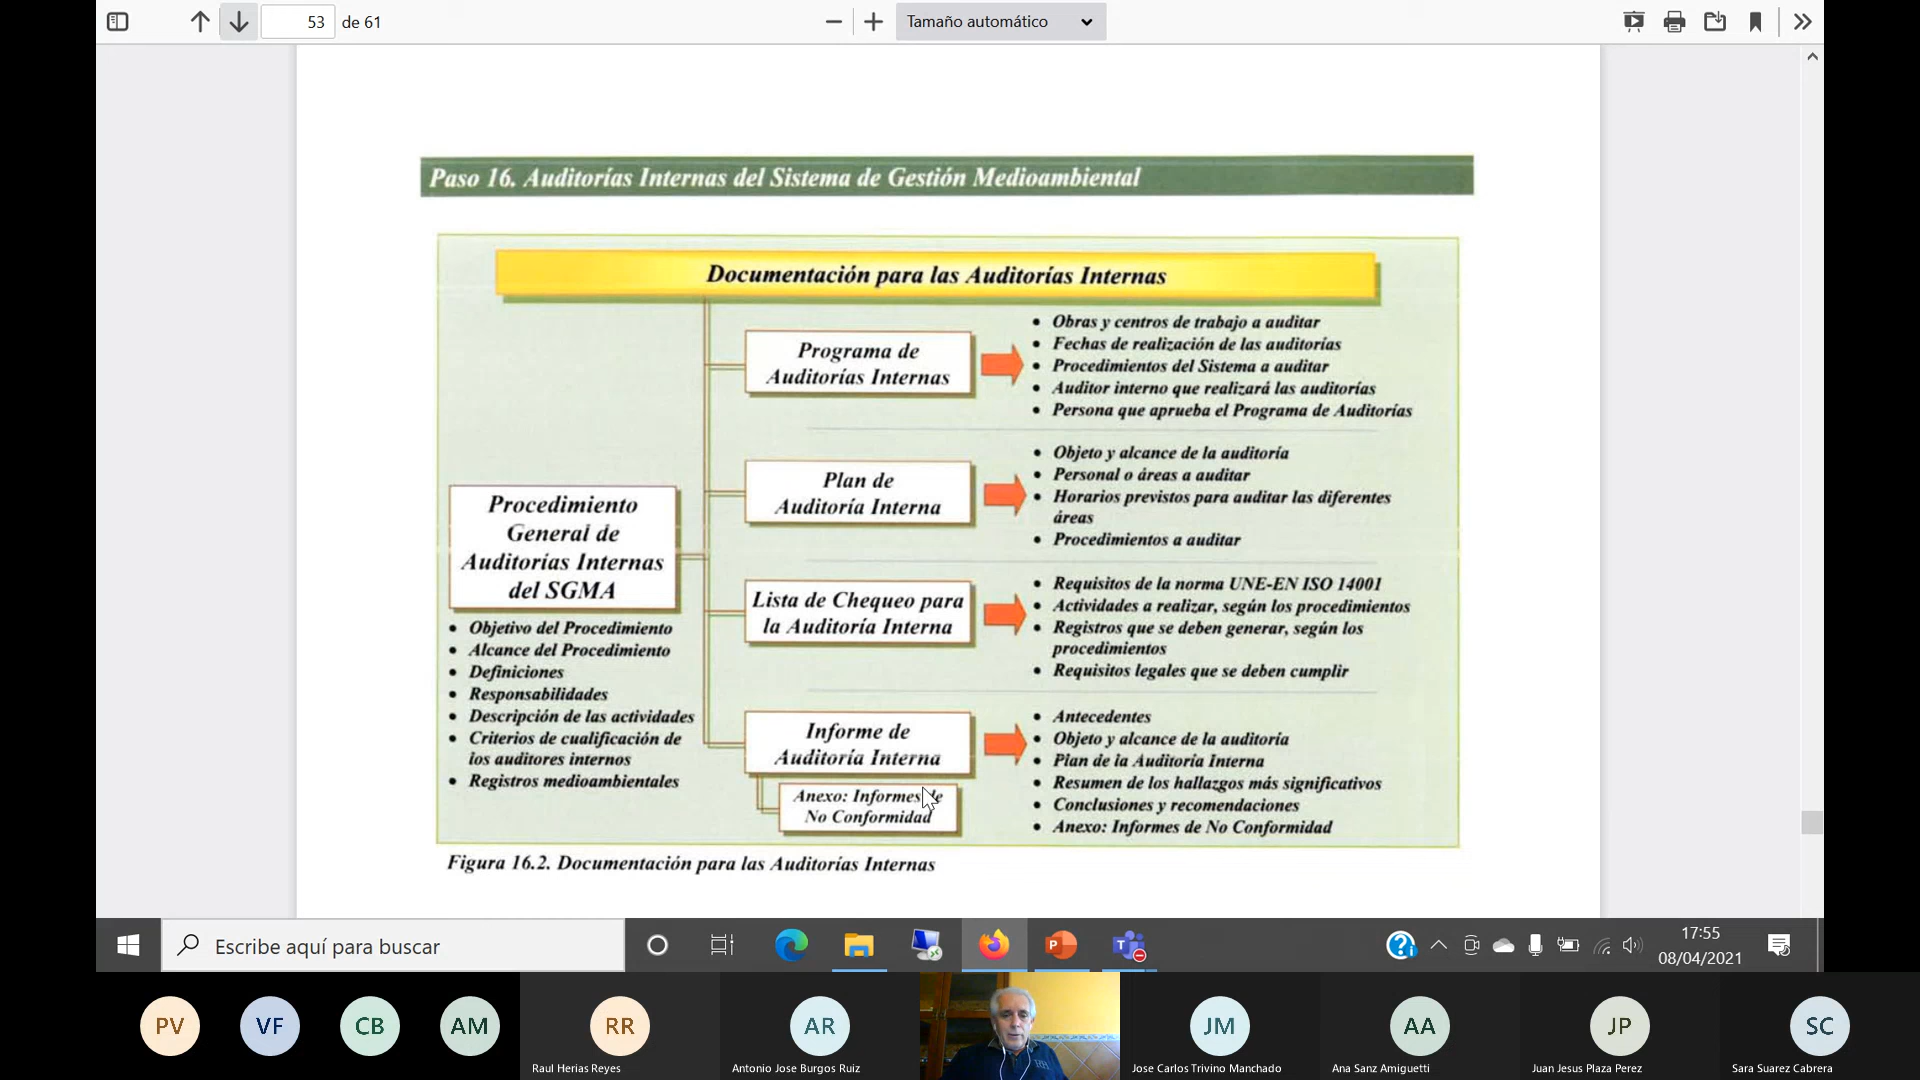 53 de 61
Tamaño automático
Paso 16. Auditorías Internas del Sistema de Gestión Medioambiental
Documentación para las Auditorías Internas
Procedimiento
General de
Auditorías Internas
del SGMA
• Objetivo del Procedimiento
• Alcance del Procedimiento
• Definiciones
• Responsabilidades
• Descripción de las actividades
• Criterios de cualificación de
los auditores internos
• Registros medioambientales
Programa de
Auditorías Internas
• Obras y centros de trabajo a auditar
• Fechas de realización de las auditorías
• Procedimientos del Sistema a auditar
• Auditor interno que realizará las auditorías
• Persona que aprueba el Programa de Auditorías
Plan de
Auditoría Interna
• Objeto y alcance de la auditoría
• Personal o áreas a auditar
• Horarios previstos para auditar las diferentes
áreas
• Procedimientos a auditar
Lista de Chequeo para
la Auditoría Interna
• Requisitos de la norma UNE-EN ISO 14001
• Actividades a realizar, según los procedimientos
• Registros que se deben generar, según los
procedimientos
• Requisitos legales que se deben cumplir
Informe de
Auditoría Interna
Anexo: Informes de
No Conformidad
• Antecedentes
• Objeto y alcance de la auditoría
• Plan de la Auditoría Interna
• Resumen de los hallazgos más significativos
• Conclusiones y recomendaciones
• Anexo: Informes de No Conformidad
Figura 16.2. Documentación para las Auditorías Internas
Escribe aquí para buscar
17:55
08/04/2021
PV
VF
CB
AM
RR
AR
JM
AA
JP
SC
Raul Herias Reyes
Antonio Jose Burgos Ruiz
Jose Carlos Trivino Manchado
Ana Sanz Amiguetti
Juan Jesus Plaza Perez
Sara Suarez Cabrera